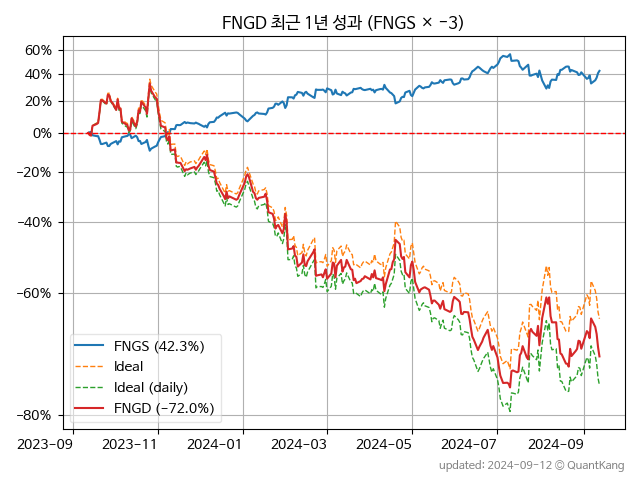 FNGD 최근 1년 성과 (FNGS × −3)
60%
40%
20%
0%
−20%
−40%
−60%
−80%
FNGS (42.3%)
Ideal
Ideal (daily)
FNGD (−72.0%)
2023-09
2023-11
2024-01
2024-03
2024-05
2024-07
2024-09
updated: 2024-09-12 © QuantKang